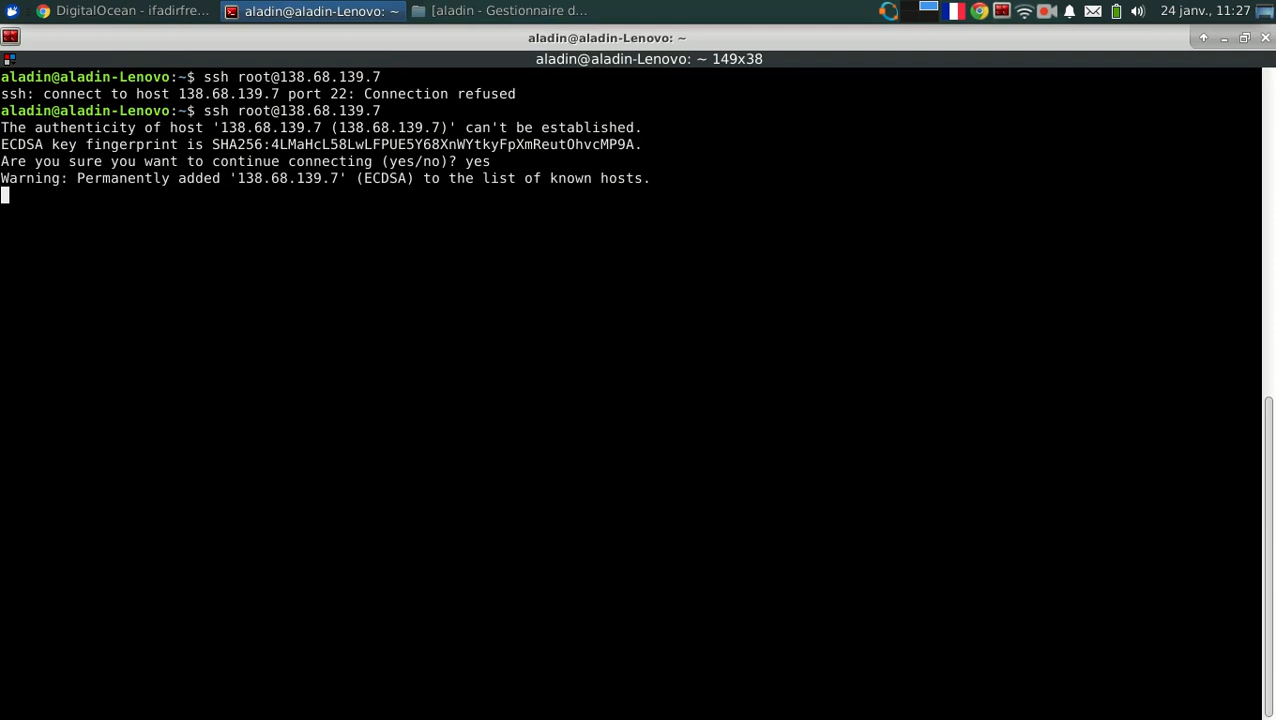 DigitalOcean - ifadirfre...
aladin@aladin-Lenovo: ~
[aladin - Gestionnaire d...
24 janv., 11:27
aladin@aladin-Lenovo: ~
aladin@aladin-Lenovo: ~ 149x38
aladin@aladin-Lenovo:~$ ssh root@138.68.139.7
ssh: connect to host 138.68.139.7 port 22: Connection refused
aladin@aladin-Lenovo:~$ ssh root@138.68.139.7
The authenticity of host '138.68.139.7 (138.68.139.7)' can't be established.
ECDSA key fingerprint is SHA256:4LMaHcL58LwLFPUE5Y68XnWYtkyFpXmReutOhvcMP9A.
Are you sure you want to continue connecting (yes/no)? yes
Warning: Permanently added '138.68.139.7' (ECDSA) to the list of known hosts.